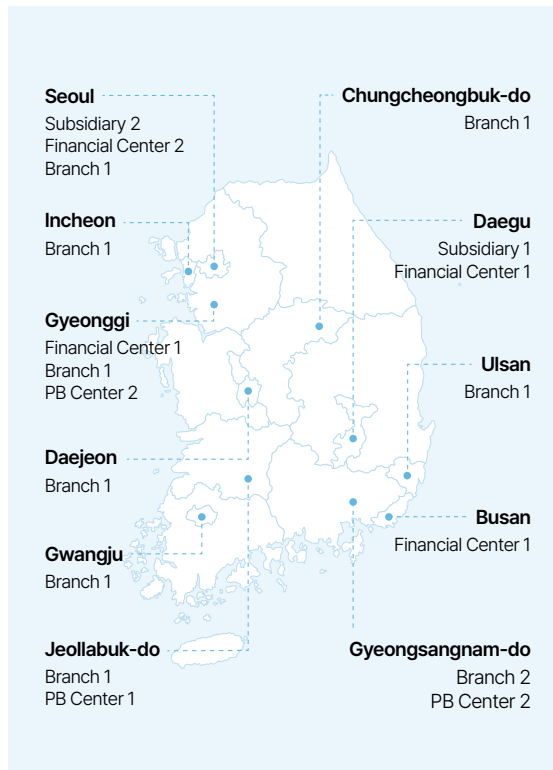 Seoul
Subsidiary 2
Financial Center 2
Branch 1
Incheon
Branch 1
Gyeonggi
Financial Center 1
Branch 1
PB Center 2
Daejeon
Branch 1
Gwangju
Branch 1
Jeollabuk-do
Branch 1
PB Center 1
Chungcheongbuk-do
Branch 1
Daegu
Subsidiary 1
Financial Center 1
Ulsan
Branch 1
Busan
Financial Center 1
Gyeongsangnam-do
Branch 2
PB Center 2